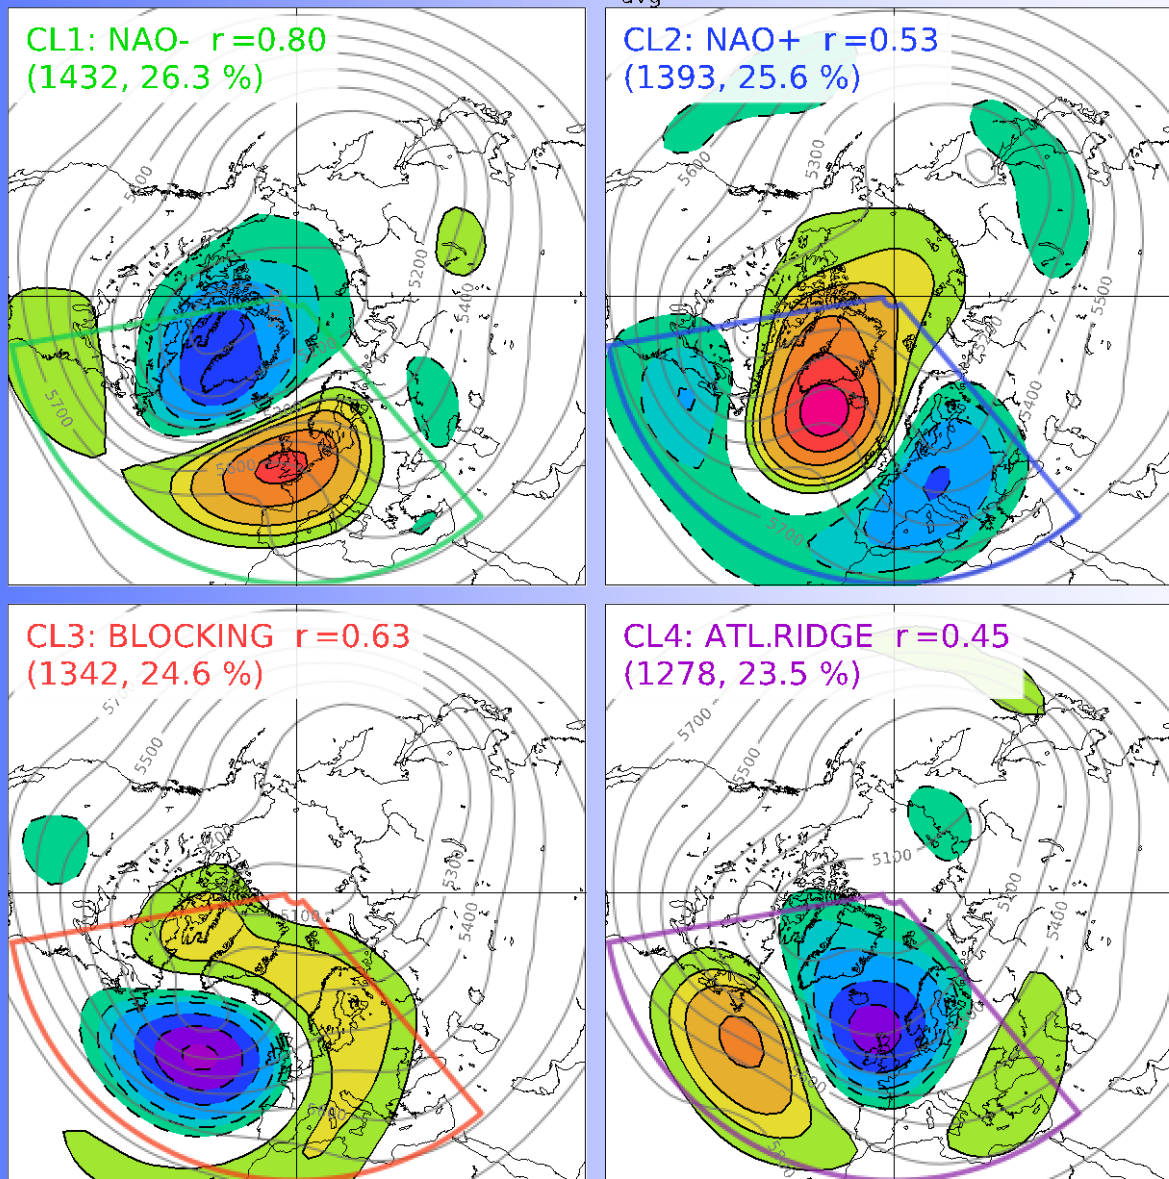 avg
CL1: NAO- r=0.80
(1432, 26.3 %)
CL2: NAO+ r=0.53
(1393, 25.6 %)
5200
5400
5700
5600
5300
5500
5400
5700
CL3: BLOCKING r=0.63
(1342, 24.6 %)
CL4: ATL.RIDGE r=0.45
(1278, 23.5 %)
5500
5300
5100
5400
5700
5500
5100
5400